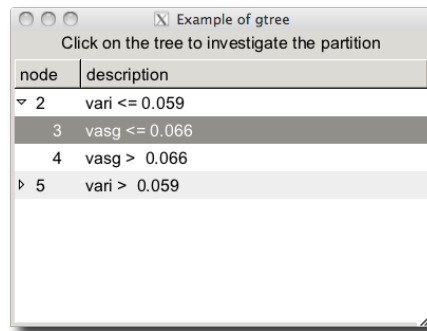 Example of gtree
Click on the tree to investigate the partition
node description
2 vari <= 0.059
3 vasg <= 0.066
4 vasg > 0.066
5 vari > 0.059